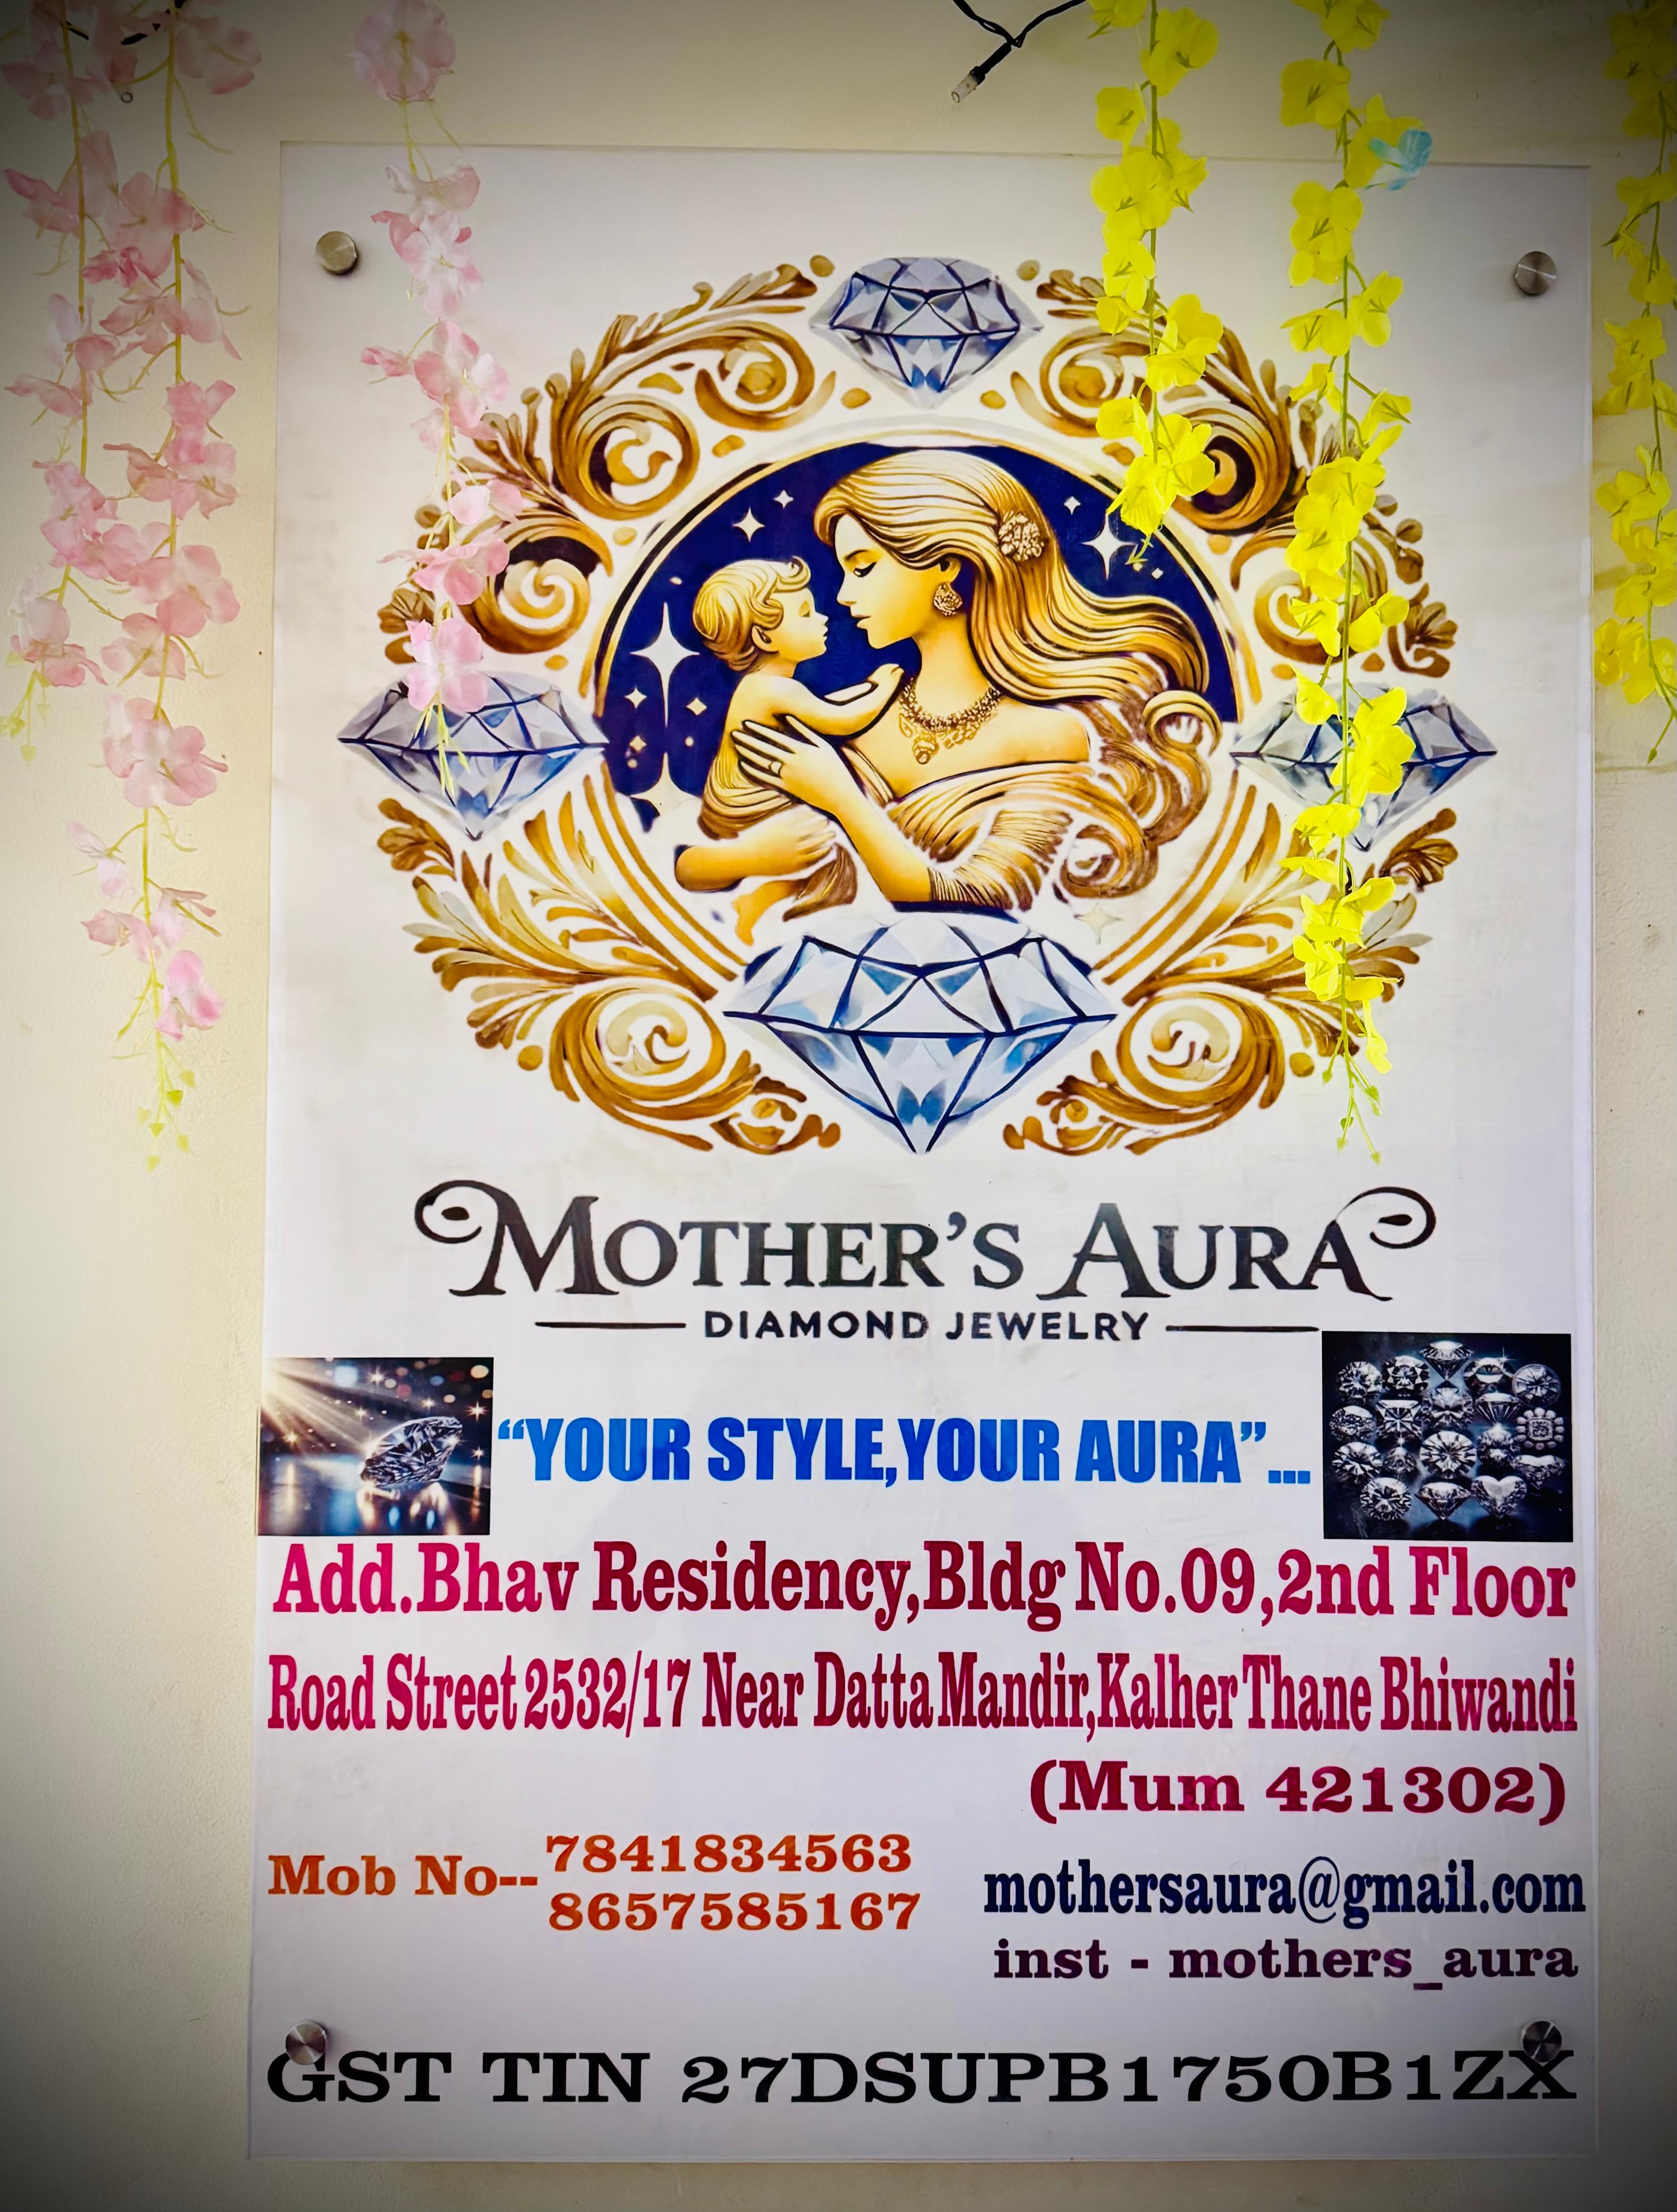 MOTHER'S AURA
DIAMOND JEWELRY
“YOUR STYLE,YOUR AURA”...
Add.Bhav Residency,Bldg No.09,2nd Floor
Road Street 2532/17 Near Datta Mandir,Kalher Thane Bhiwandi
(Mum 421302)
Mob No--7841834563
8657585167
mothersaura@gmail.com
inst - mothers_aura
GST TIN 27DSUPB1750B1ZX